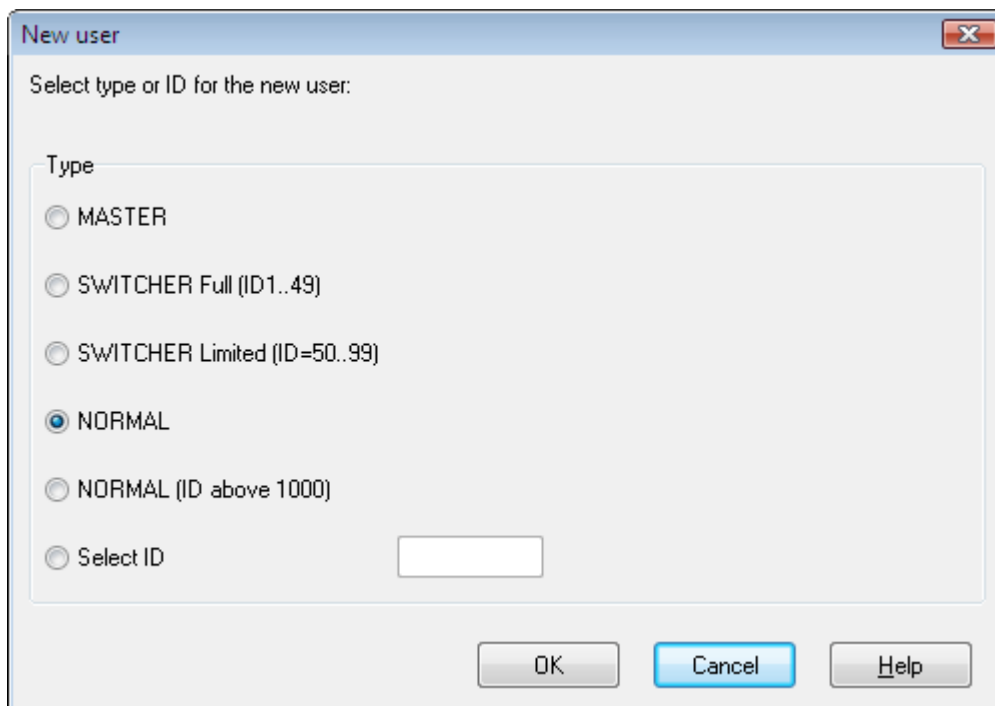 New user
Select type or ID for the new user:
Type
MASTER
SWITCHER Full (ID1..49)
SWITCHER Limited (ID=50..99)
NORMAL
NORMAL (ID above 1000)
Select ID
OK Cancel Help